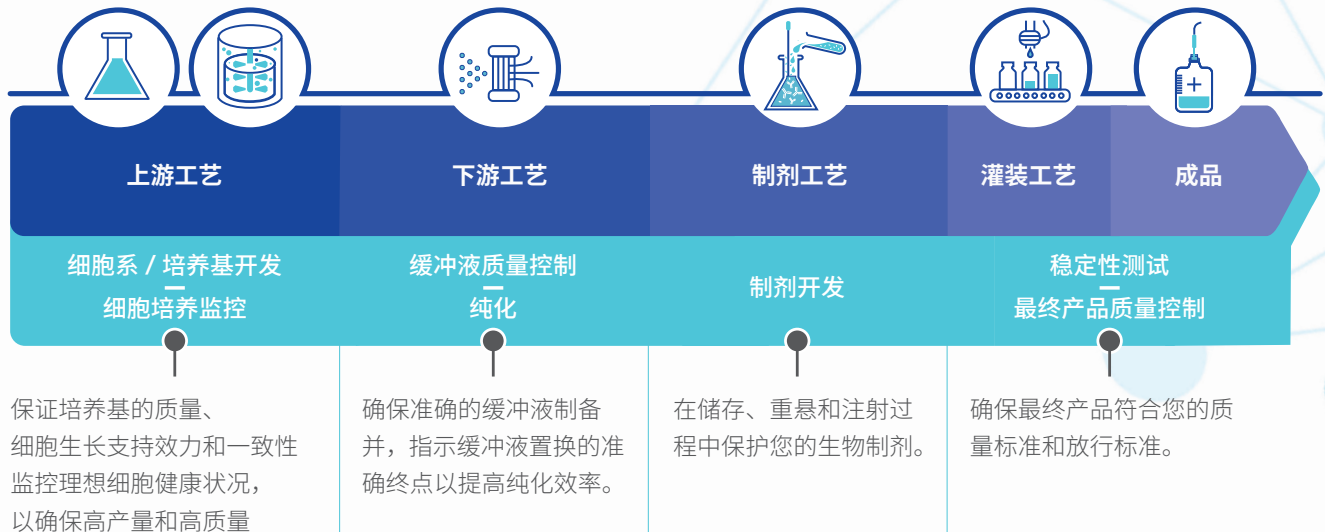 上游工艺
下游工艺
制剂工艺
灌装工艺
成品
细胞系 / 培养基开发
细胞培养监控
缓冲液质量控制
纯化
制剂开发
稳定性测试
最终产品质量控制
保证培养基的质量、
细胞生长支持效力和一致性
监控理想细胞健康状况，
以确保高产量和高质量
确保准确的缓冲液制备
并，指示缓冲液置换的准
确终点以提高纯化效率。
在储存、重悬和注射过
程中保护您的生物制剂。
确保最终产品符合您的质
量标准和放行标准。